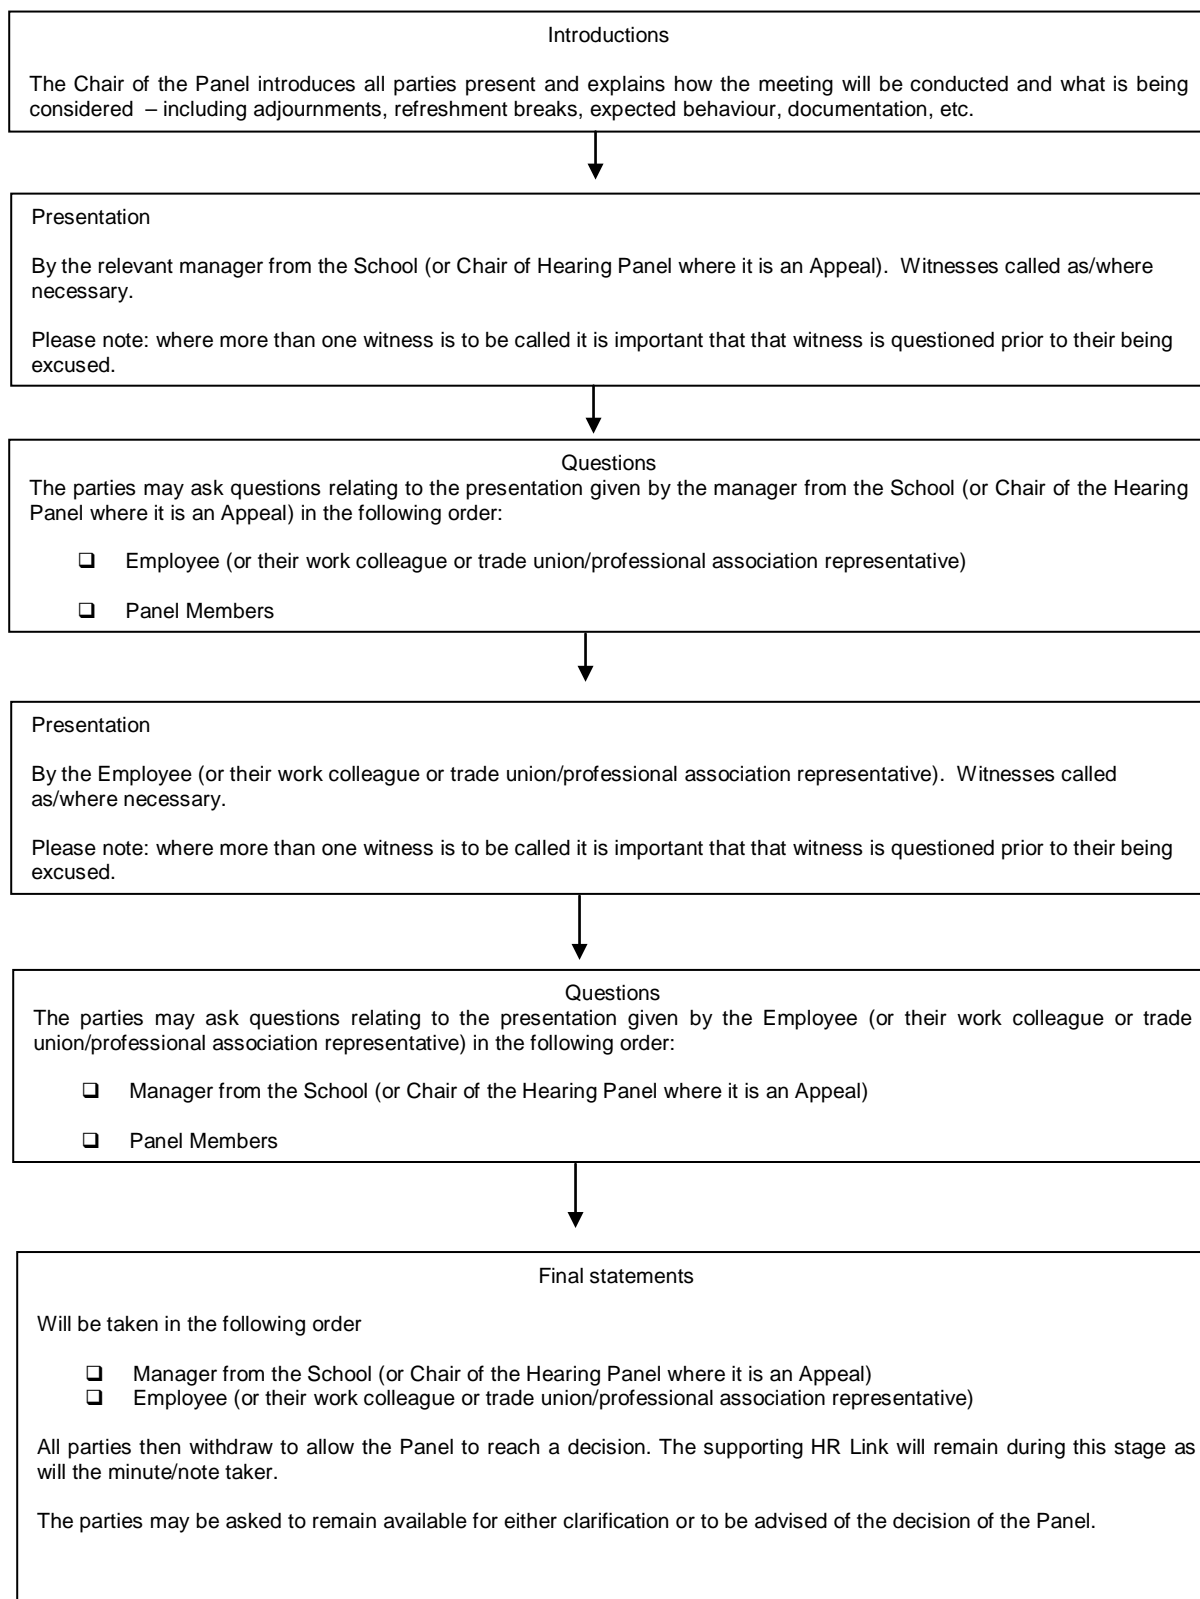 Introductions
The Chair of the Panel introduces all parties present and explains how the meeting will be conducted and what is being
considered – including adjournments, refreshment breaks, expected behaviour, documentation, etc.
Presentation
By the relevant manager from the School (or Chair of Hearing Panel where it is an Appeal). Witnesses called as/where
necessary.
Please note: where more than one witness is to be called it is important that that witness is questioned prior to their being
excused.
Questions
The parties may ask questions relating to the presentation given by the manager from the School (or Chair of the Hearing
Panel where it is an Appeal) in the following order:
❑ Employee (or their work colleague or trade union/professional association representative)
❑ Panel Members
Presentation
By the Employee (or their work colleague or trade union/professional association representative). Witnesses called
as/where necessary.
Please note: where more than one witness is to be called it is important that that witness is questioned prior to their being
excused.
Questions
The parties may ask questions relating to the presentation given by the Employee (or their work colleague or trade
union/professional association representative) in the following order:
❑ Manager from the School (or Chair of the Hearing Panel where it is an Appeal)
❑ Panel Members
Final statements
Will be taken in the following order
❑ Manager from the School (or Chair of the Hearing Panel where it is an Appeal)
❑ Employee (or their work colleague or trade union/professional association representative)
All parties then withdraw to allow the Panel to reach a decision. The supporting HR Link will remain during this stage as
will the minute/note taker.
The parties may be asked to remain available for either clarification or to be advised of the decision of the Panel.